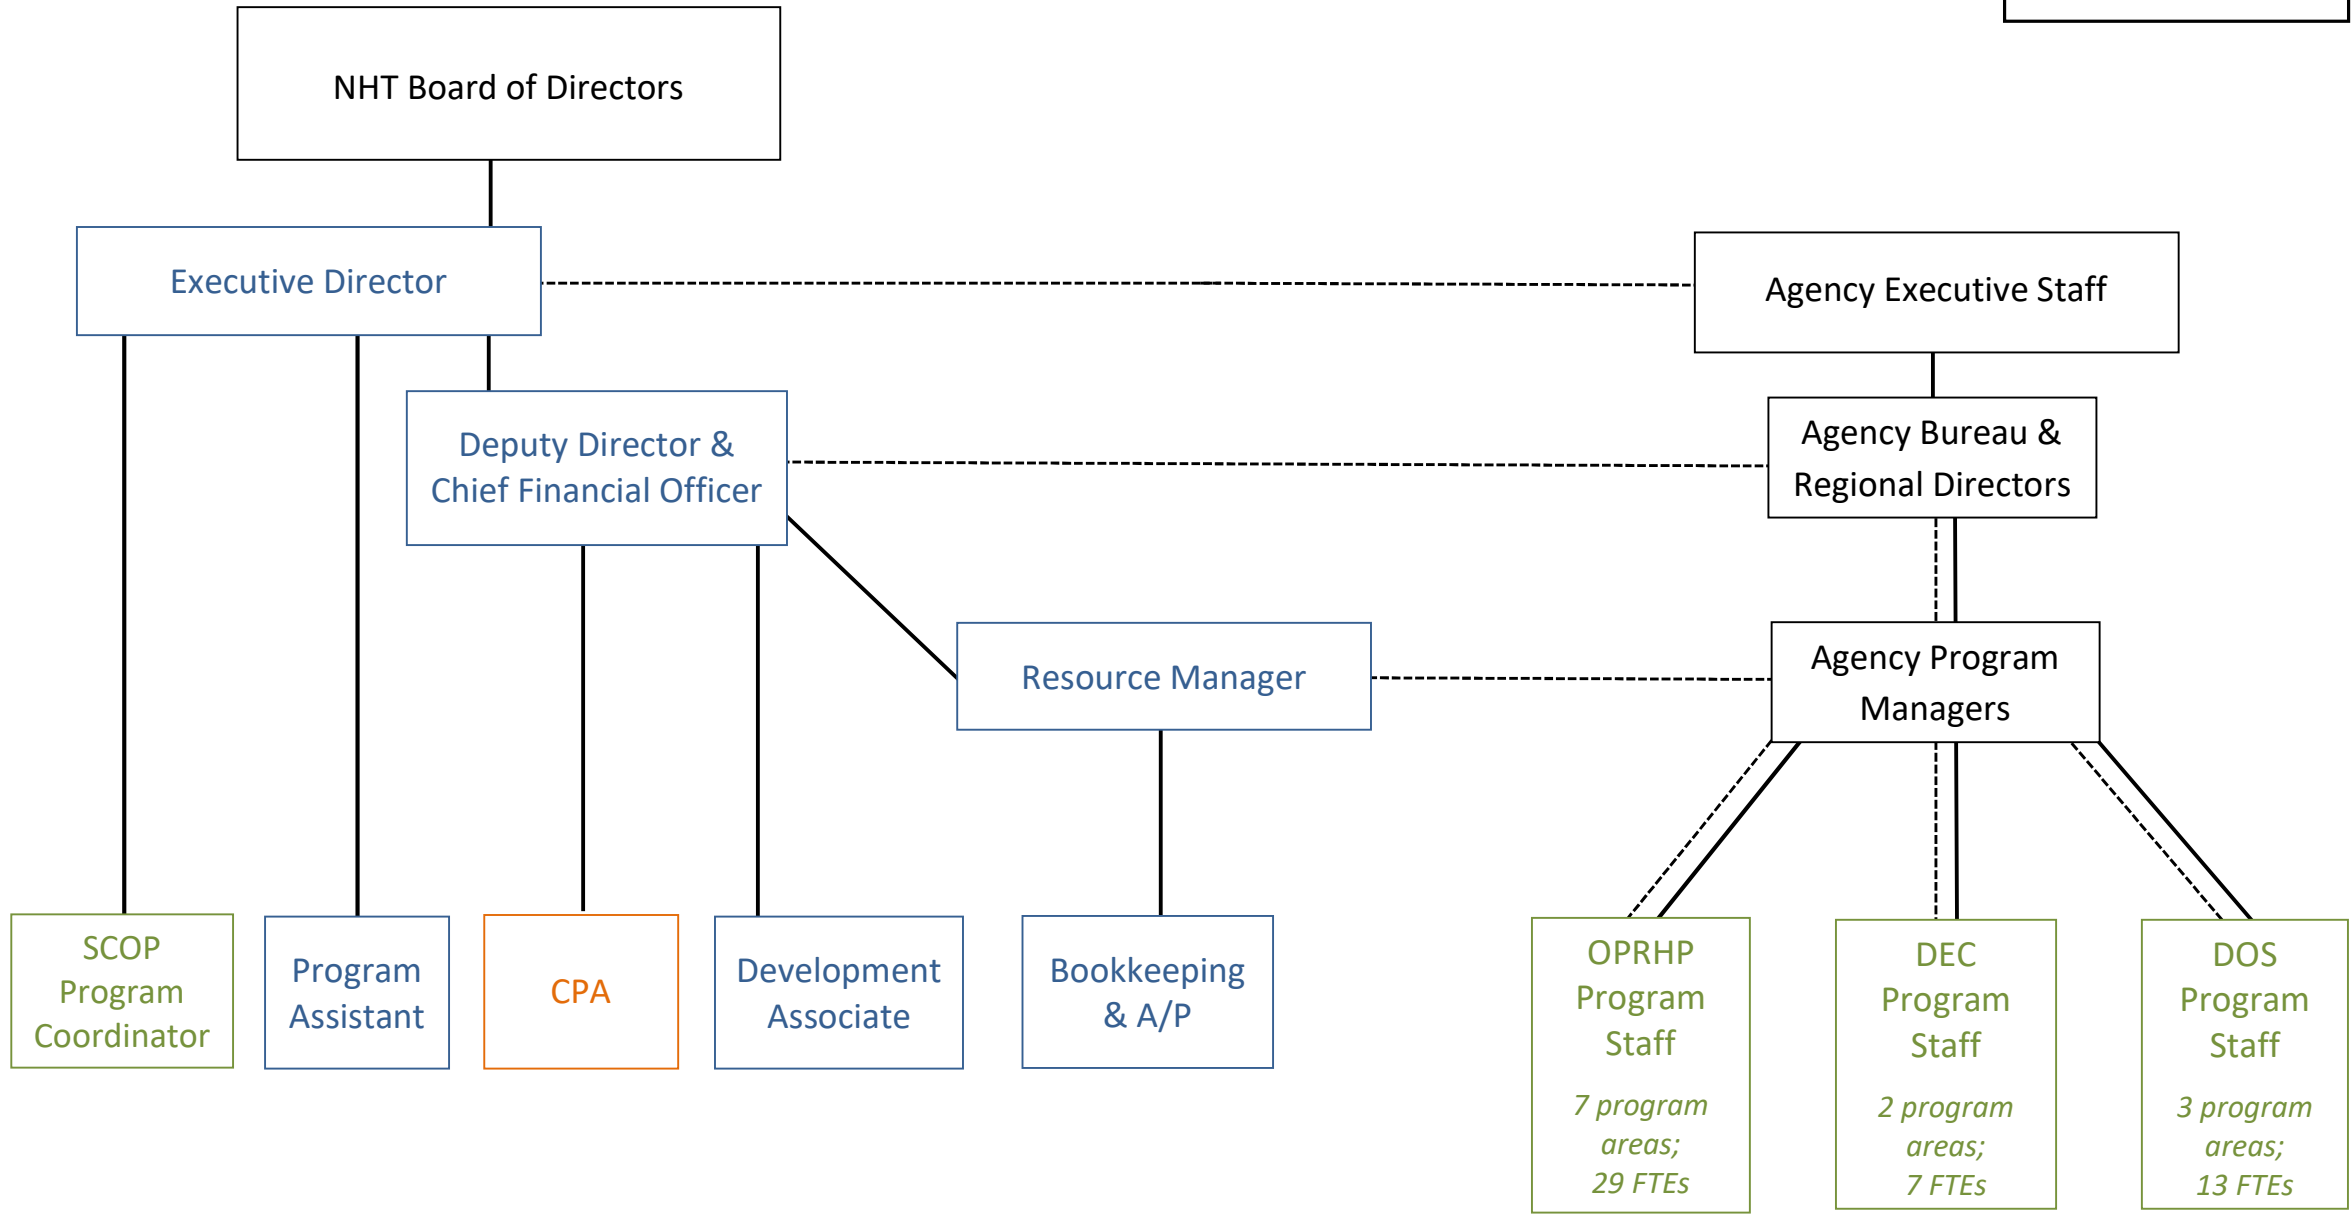 NHT Board of Directors
Executive Director
Agency Executive Staff
Deputy Director &
Chief Financial Officer
Agency Bureau &
Regional Directors
Resource Manager
Agency Program
Managers
SCOP
Program
Coordinator
Program
Assistant
CPA
Development
Associate
Bookkeeping
& A/P
OPRHP
Program
Staff
7 program
areas;
29 FTEs
DEC
Program
Staff
2 program
areas;
7 FTEs
DOS
Program
Staff
3 program
areas;
13 FTEs